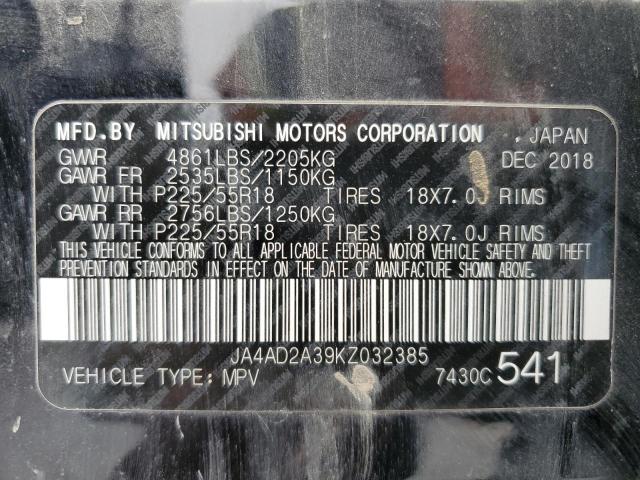 MFD.BY MITSUBISHI MOTORS CORPORATION , JAPAN
GVWR 4861LBS/2205KG DEC 2018
GAWR FR 2535LBS/1150KG
WITH P225/55R18 TIRES 18X7.0J RIMS
GAWR RR 2756LBS/1250KG
WITH P225/55R18 TIRES 18X7.0J RIMS
THIS VEHICLE CONFORMS TO ALL APPLICABLE FEDERAL MOTOR VEHICLE SAFETY AND THEFT
PREVENTION STANDARDS IN EFFECT ON THE DATE OF MANUFACTURE SHOWN ABOVE.
JA4AD2A39KZ032385
VEHICLE TYPE: MPV 7430C 541